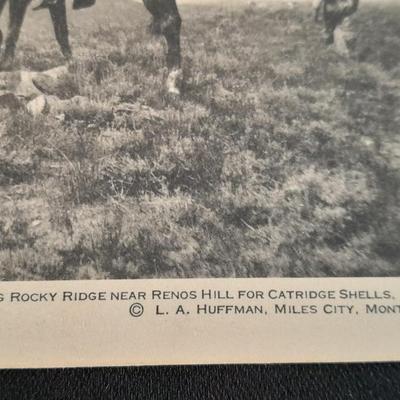 G ROCKY RIDGE NEAR RENOS HILL FOR CATRIDGE SHELLS,
© L. A. HUFFMAN, MILES CITY, MONT